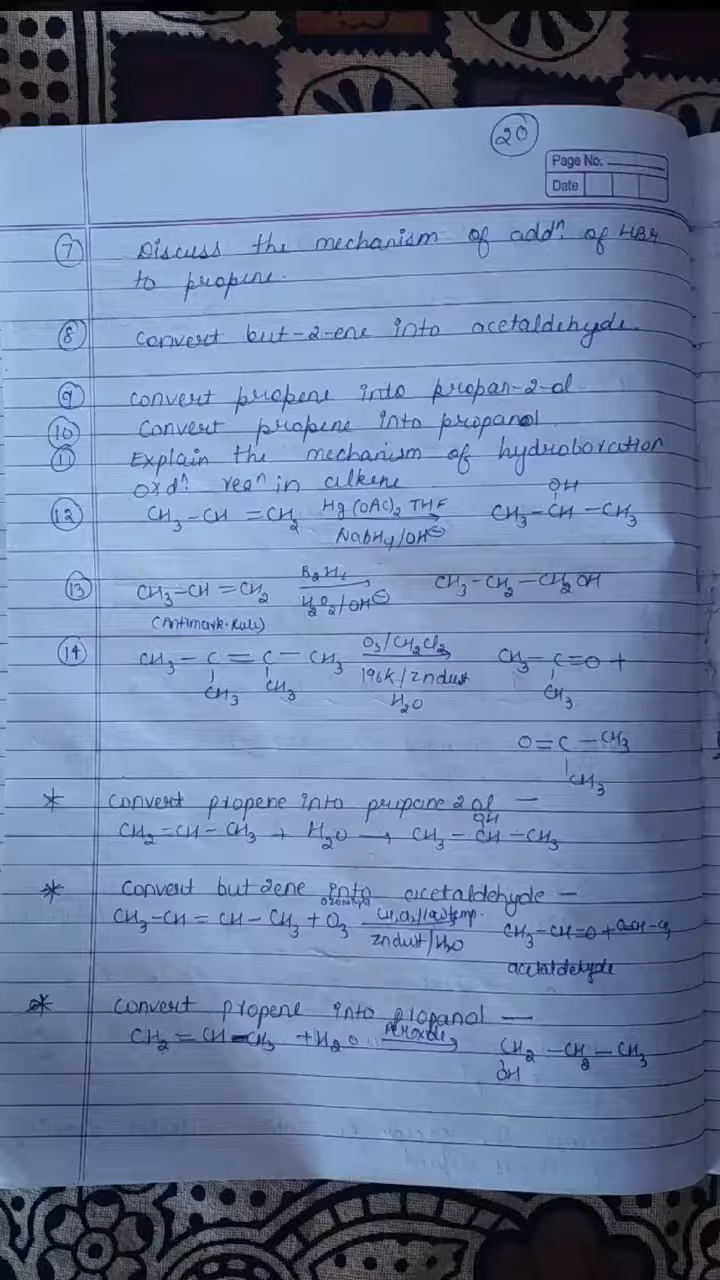 20
Page No.
Date
7 Discuss the mechanism of addn. of HBr
to propene.
8 Convert but-2-ene into acetaldehyde.
9 Convert propene into propan-2-ol
10 Convert propene into propanol
11 Explain the mechanism of hydroboration
oxdn. rean in alkene
OH
12 CH3-CH=CH2 Hg(OAC)2 THF CH3-CH-CH3
NabH4/OH⊖
13 CH3-CH=CH2 B2H6 CH3-CH2-CH2OH
H2O2/OH⊖
(Antimark. Rule)
14 CH3-C=C-CH3 O3/CH2Cl2 CH3-C=O+
CH3 CH3 196K/Zndust CH3
H2O
O=C-CH3
CH3
* Convert propene into propane 2 ol —
OH
CH2=CH-CH3 + H2O → CH3-CH-CH3
* Convert but 2ene into acetaldehyde —
CH3-CH=CH-CH3+O3 CH3-CH=O+
Zndust/H2O
acetaldehyde
* Convert propene into propanol —
CH2=CH-CH3 +H2O Peroxide CH2-CH2-CH3
OH